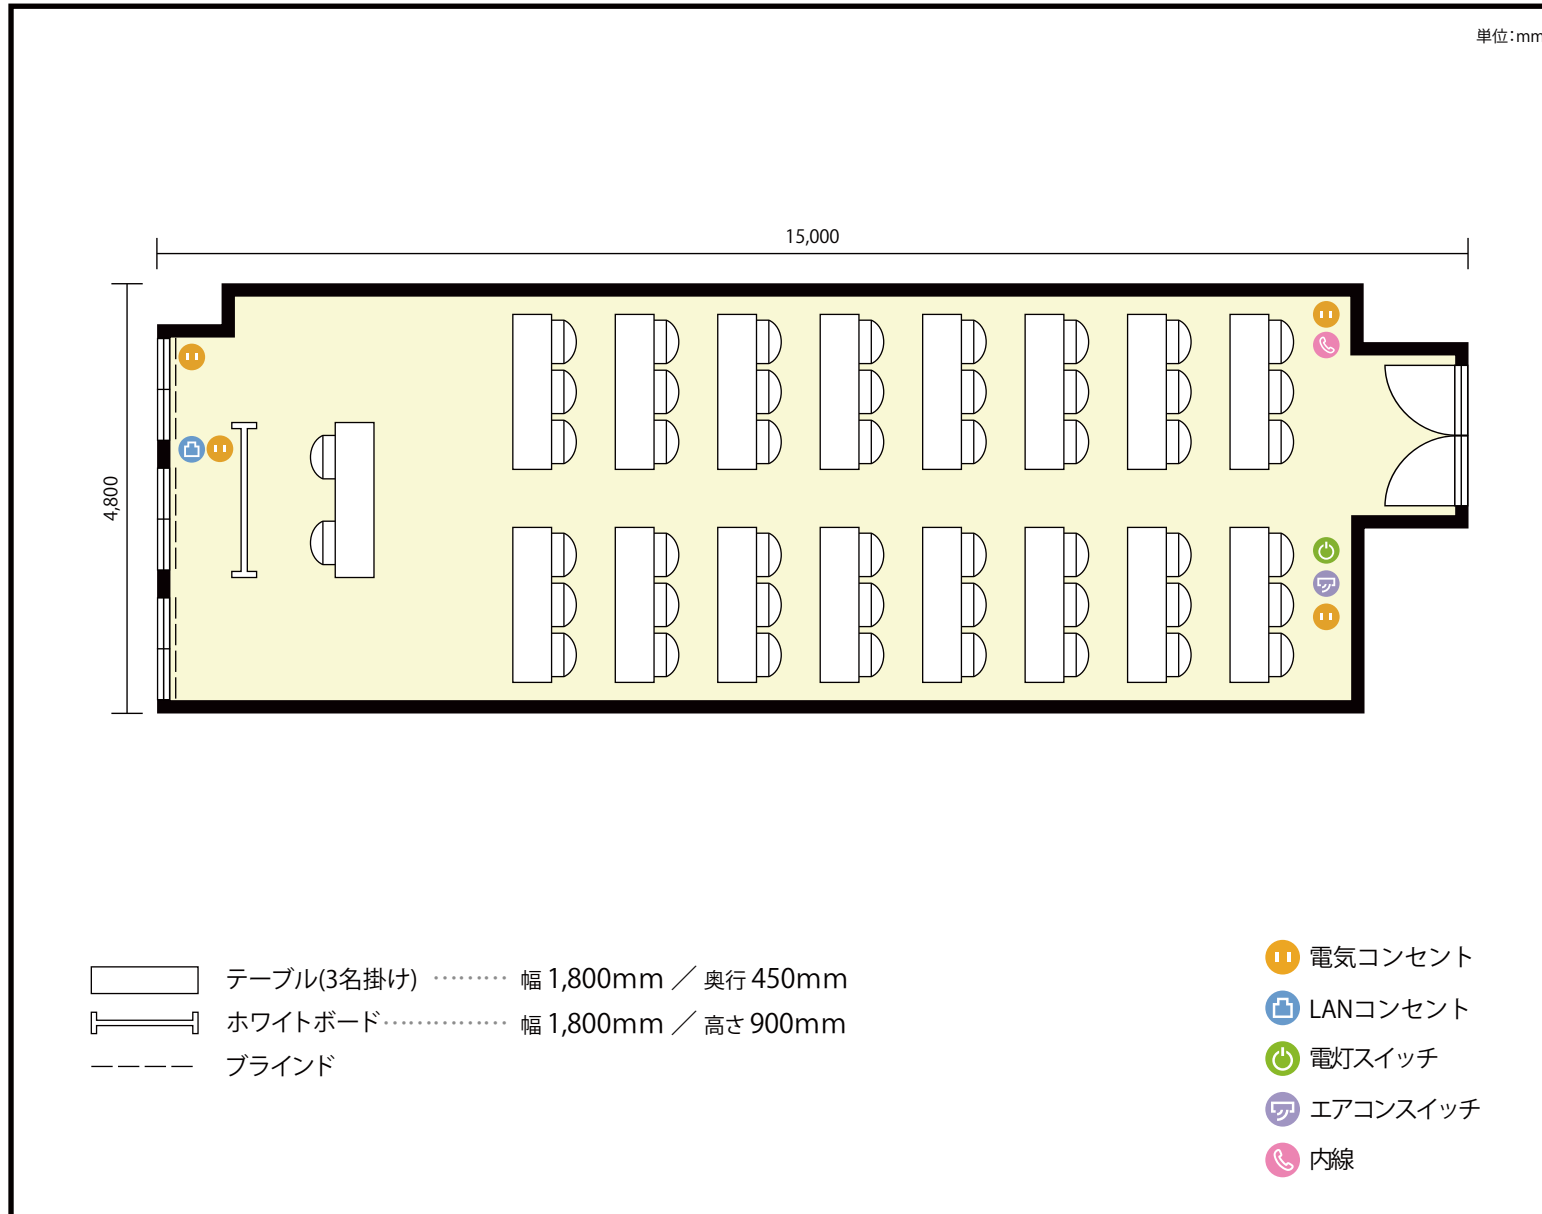 単位:mm
15,000
4,800
テーブル(3名掛け) ········· 幅 1,800mm ／ 奥行 450mm
ホワイトボード·············· 幅 1,800mm ／ 高さ 900mm
ブラインド
電気コンセント
LANコンセント
電灯スイッチ
エアコンスイッチ
内線